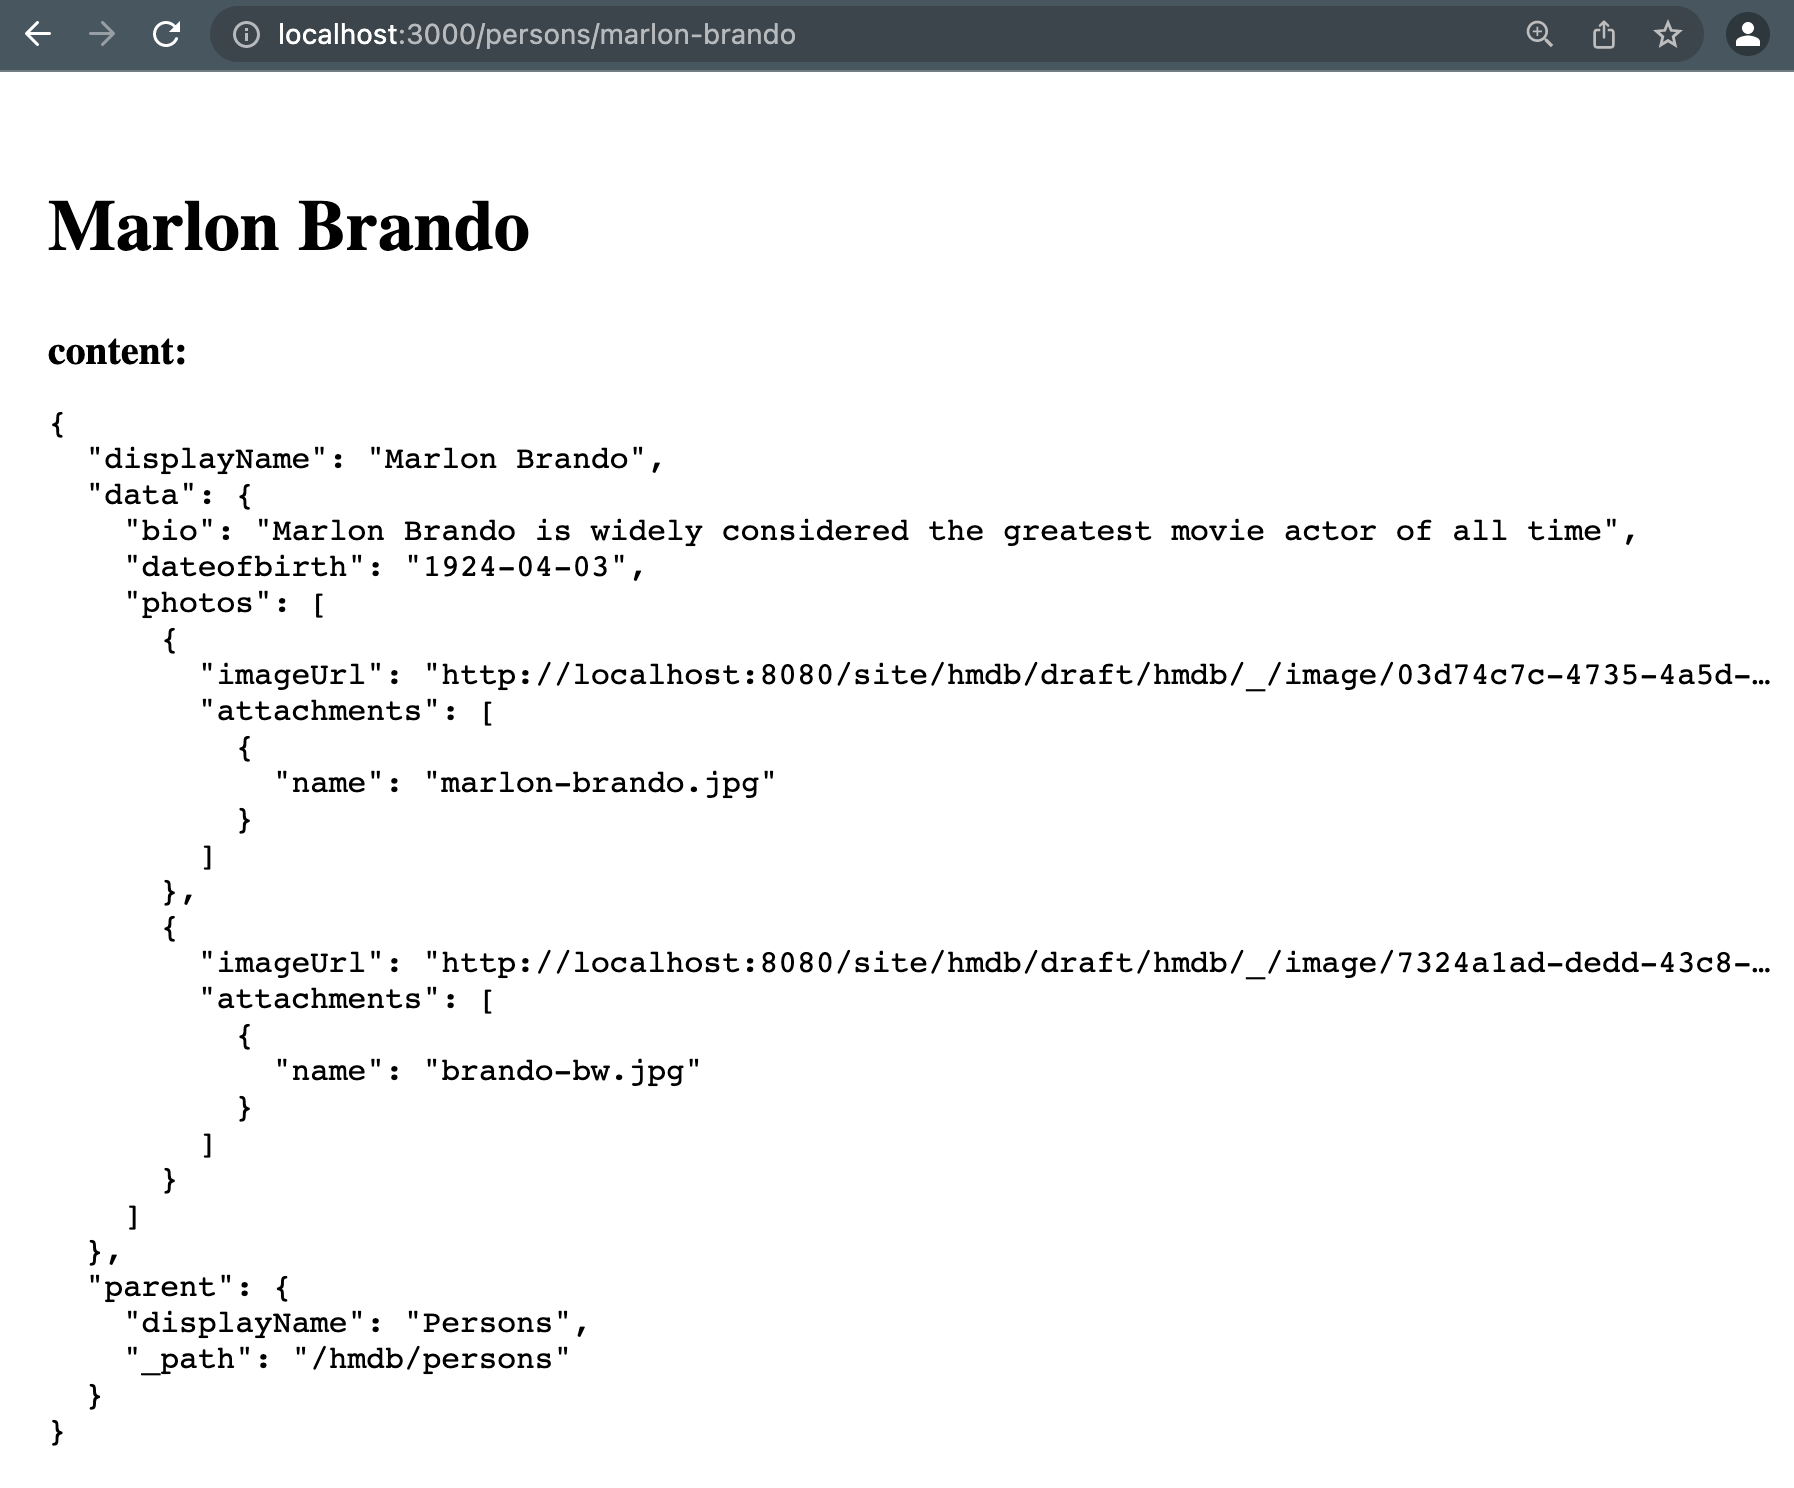 localhost:3000/persons/marlon-brando
Marlon Brando
content:
{
  "displayName": "Marlon Brando",
  "data": {
    "bio": "Marlon Brando is widely considered the greatest movie actor of all time",
    "dateofbirth": "1924-04-03",
    "photos": [
      {
        "imageUrl": "http://localhost:8080/site/hmdb/draft/hmdb/_/image/03d74c7c-4735-4a5d-…
        "attachments": [
          {
            "name": "marlon-brando.jpg"
          }
        ]
      },
      {
        "imageUrl": "http://localhost:8080/site/hmdb/draft/hmdb/_/image/7324a1ad-dedd-43c8-…
        "attachments": [
          {
            "name": "brando-bw.jpg"
          }
        ]
      }
    ]
  },
  "parent": {
    "displayName": "Persons",
    "_path": "/hmdb/persons"
  }
}